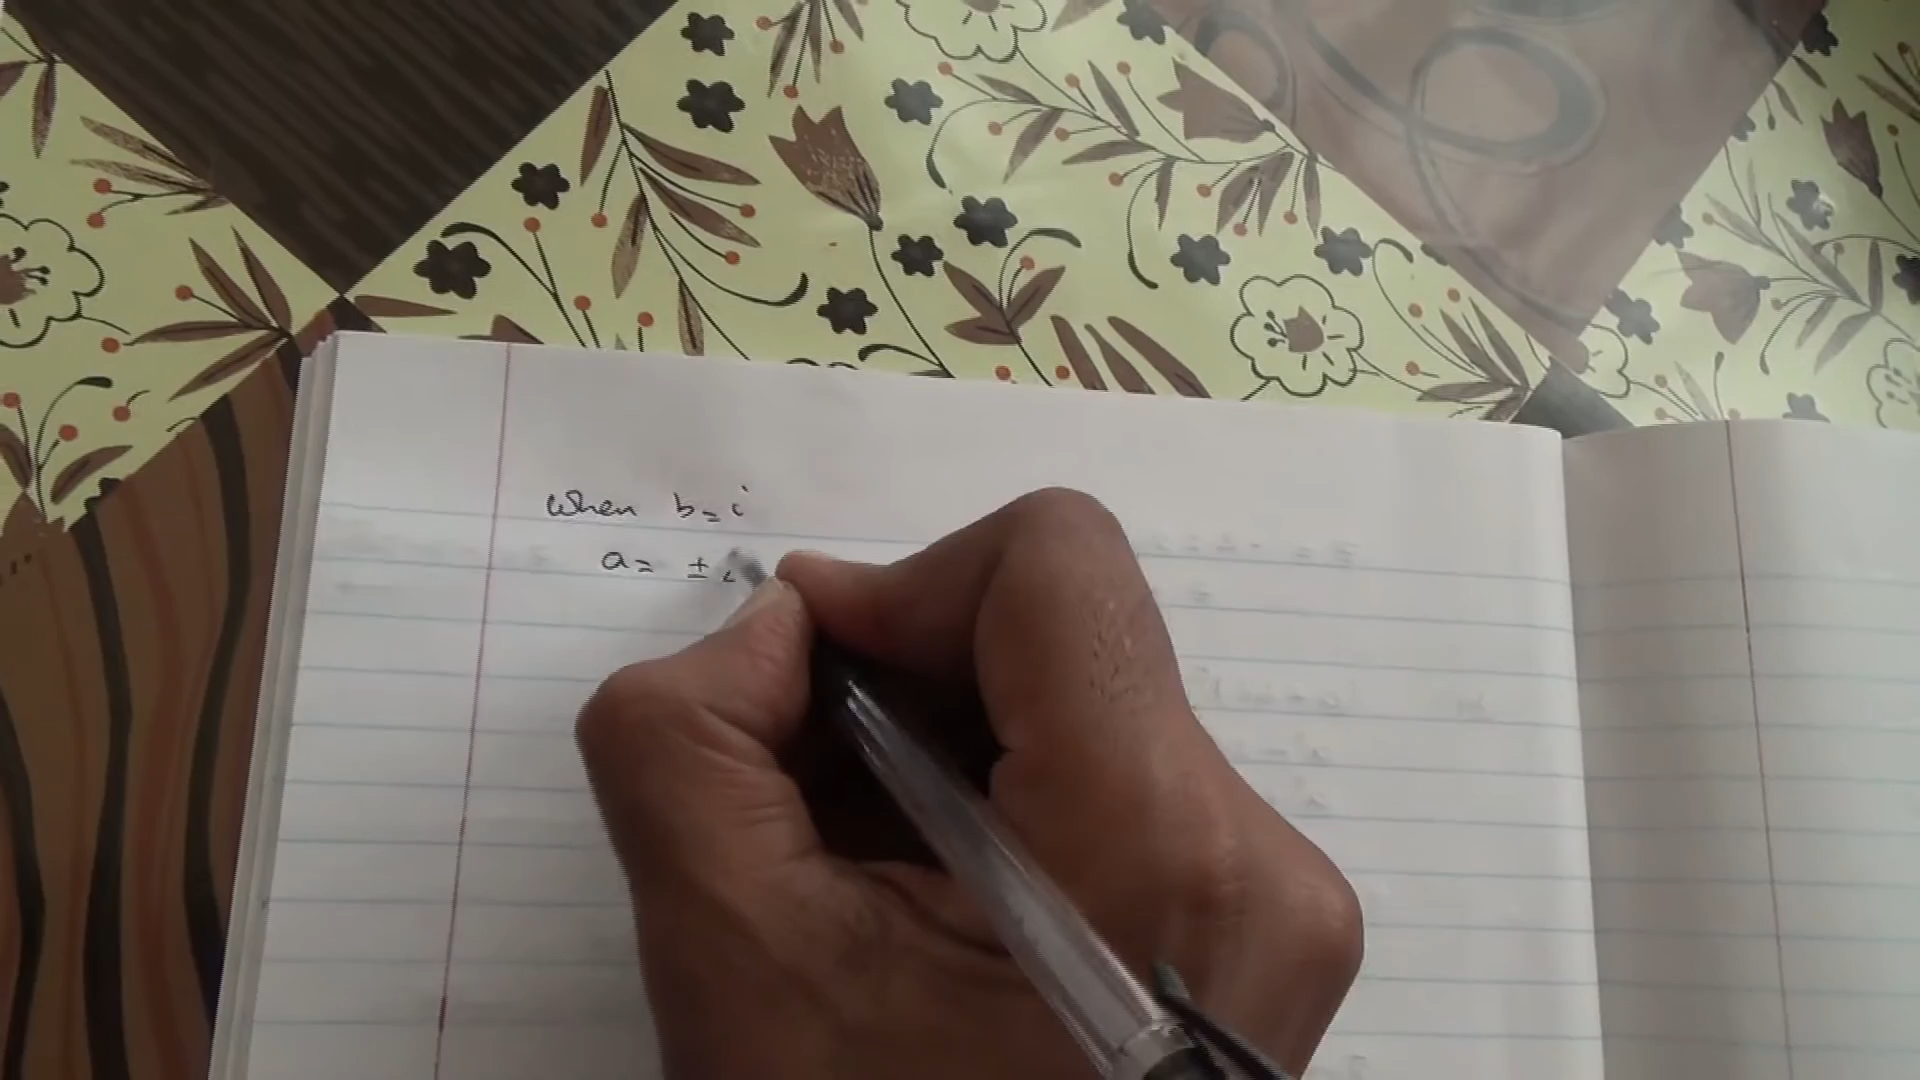 When b = i
a = ±